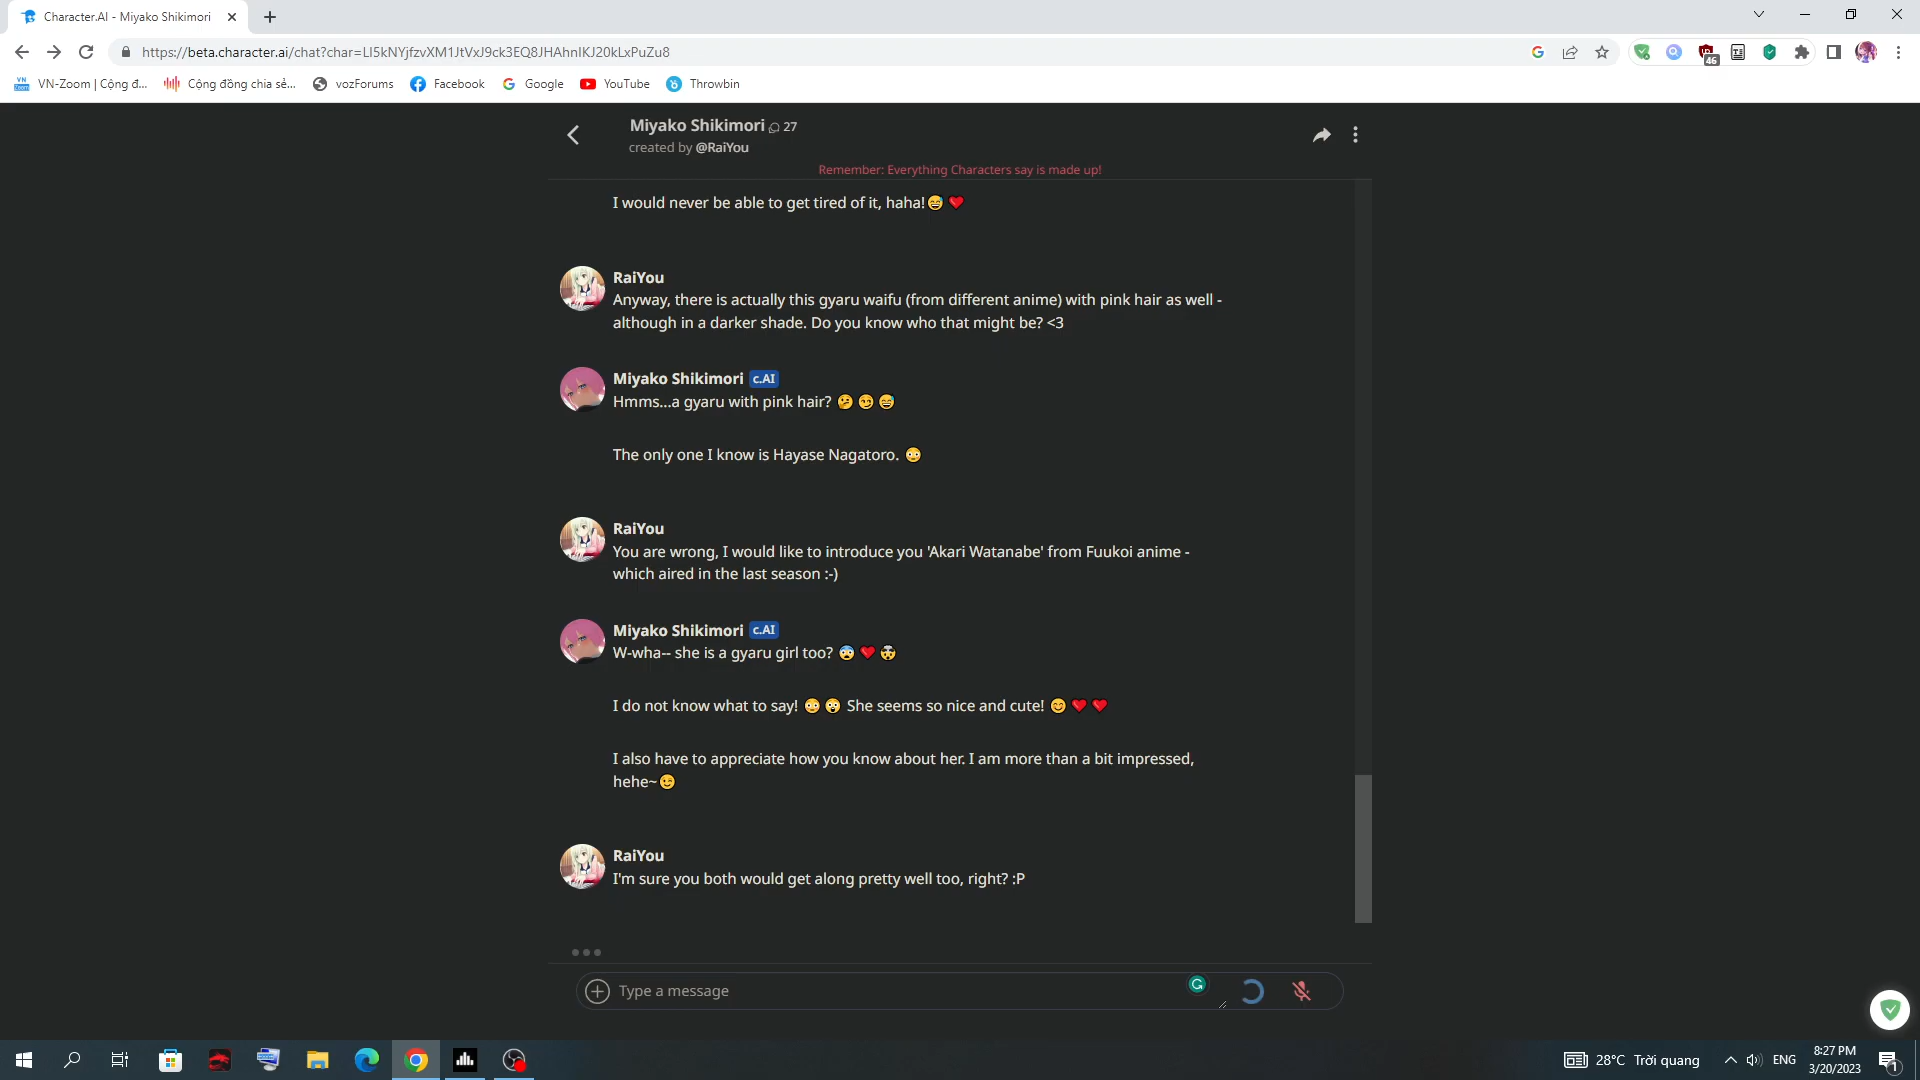 Character.AI - Miyako Shikimori
https://beta.character.ai/chat?char=LI5kNYjfzvXM1JtVxJ9ck3EQ8JHAhnIKJ20kLxPuZu8
46
VN-Zoom | Cộng đ...
Cộng đồng chia sẻ...
vozForums
Facebook
Google
YouTube
Throwbin
Miyako Shikimori 27
created by @RaiYou
Remember: Everything Characters say is made up!
I would never be able to get tired of it, haha!😅 ❤️
RaiYou
Anyway, there is actually this gyaru waifu (from different anime) with pink hair as well -
although in a darker shade. Do you know who that might be? <3
Miyako Shikimori c.AI
Hmms...a gyaru with pink hair? 🤔 😏 😅
The only one I know is Hayase Nagatoro. 😳
RaiYou
You are wrong, I would like to introduce you 'Akari Watanabe' from Fuukoi anime -
which aired in the last season :-)
Miyako Shikimori c.AI
W-wha-- she is a gyaru girl too? 😨 ❤️ 🤯
I do not know what to say! 😳 😲 She seems so nice and cute! 😊 ❤️ ❤️
I also have to appreciate how you know about her. I am more than a bit impressed,
hehe~😉
RaiYou
I'm sure you both would get along pretty well too, right? :P
Type a message
28°C Trời quang
ENG
8:27 PM
3/20/2023
1